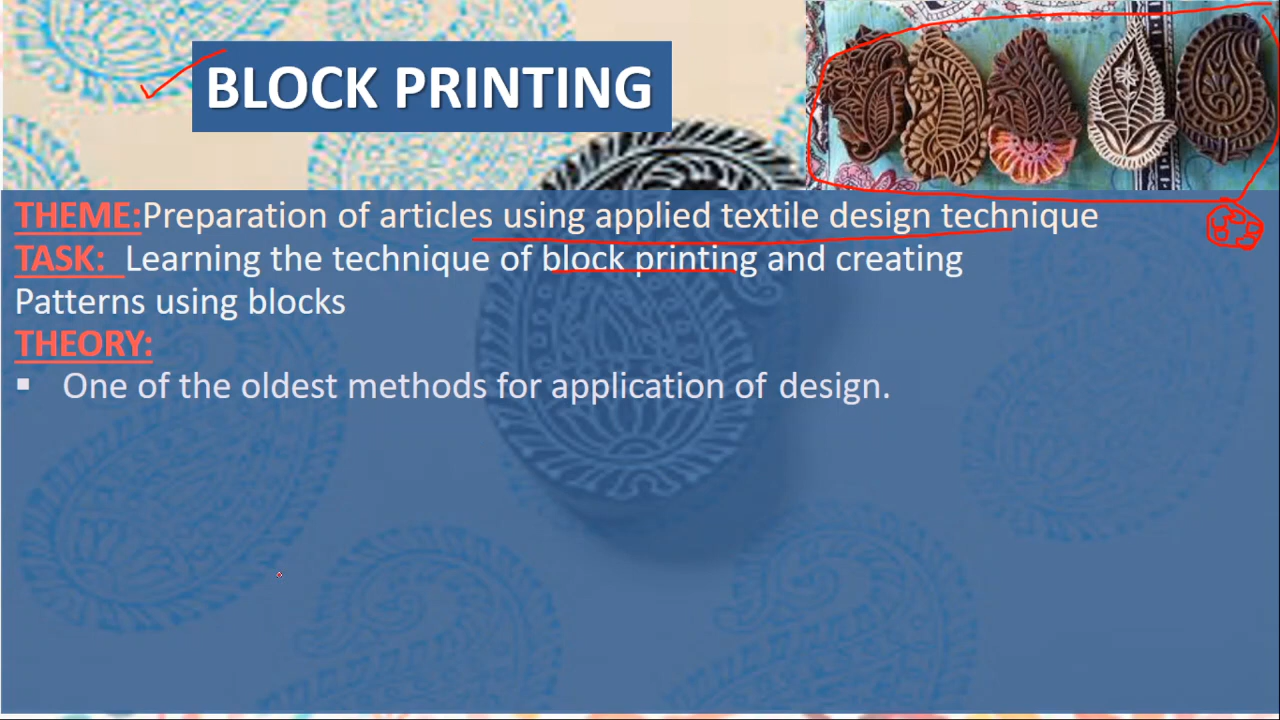 BLOCK PRINTING
THEME:Preparation of articles using applied textile design technique
TASK: Learning the technique of block printing and creating
Patterns using blocks
THEORY:
▪ One of the oldest methods for application of design.